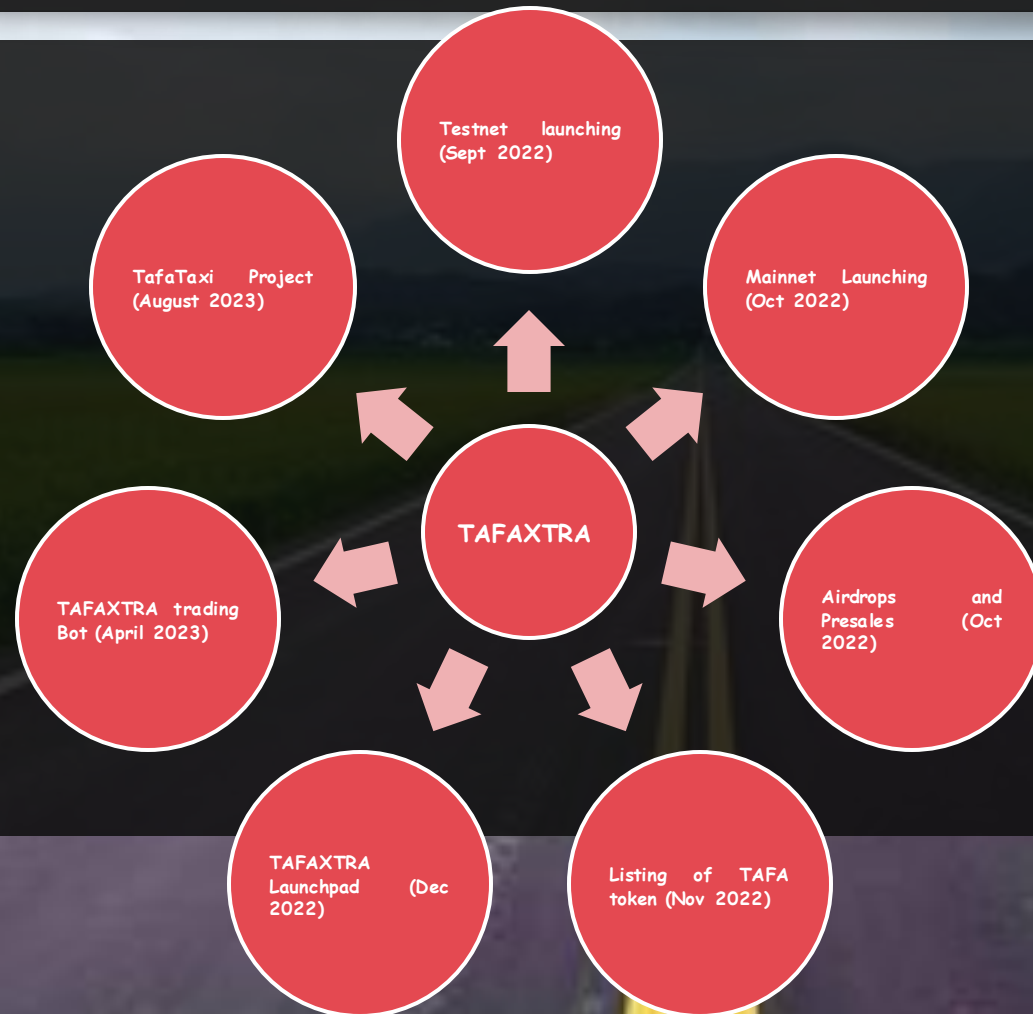 Testnet launching
(Sept 2022)
Mainnet Launching
(Oct 2022)
Airdrops and
Presales (Oct
2022)
Listing of TAFA
token (Nov 2022)
TAFAXTRA
Launchpad (Dec
2022)
TAFAXTRA trading
Bot (April 2023)
TafaTaxi Project
(August 2023)
TAFAXTRA